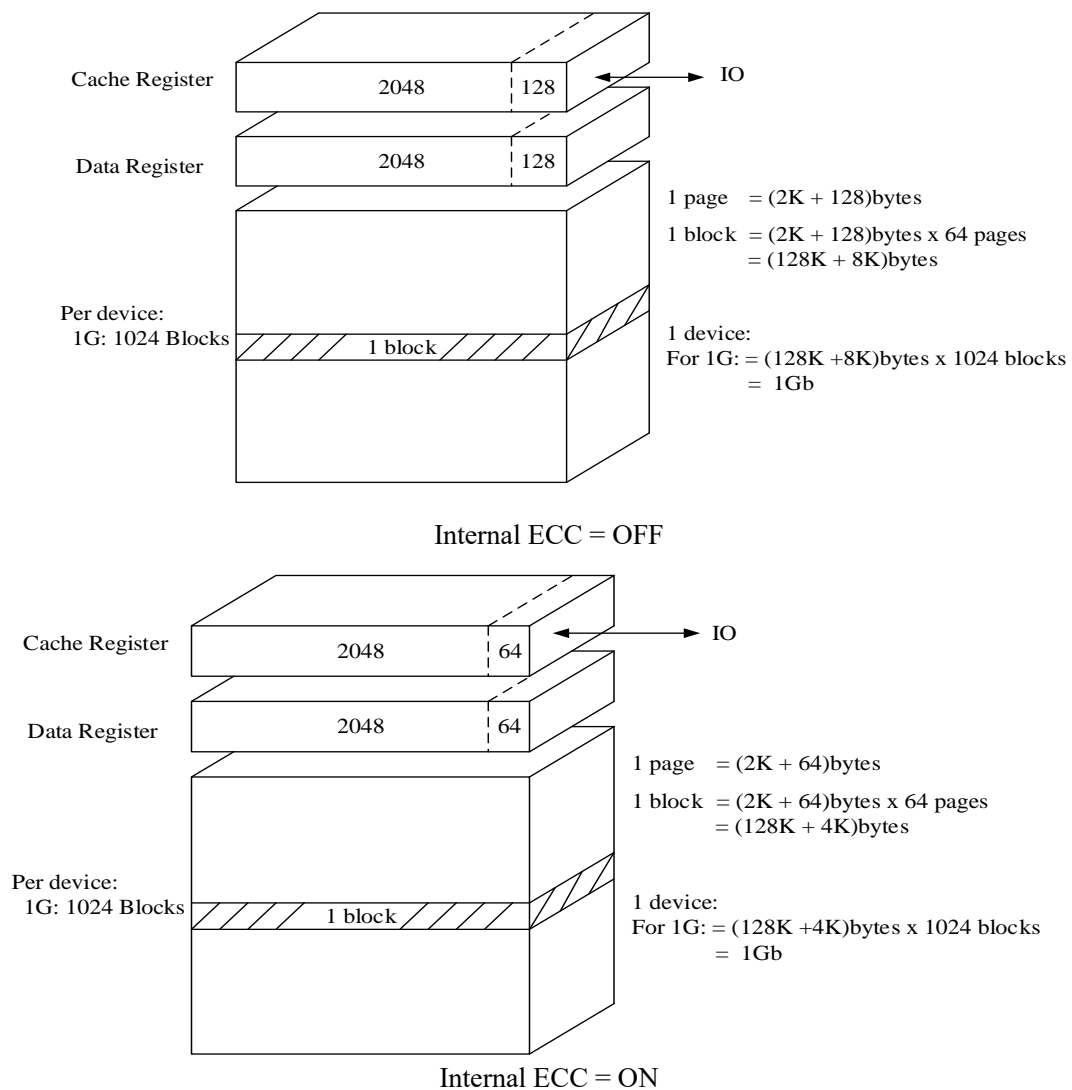 Cache Register
2048
128
IO
Data Register
2048
128
1 page = (2K + 128)bytes
1 block = (2K + 128)bytes x 64 pages
= (128K + 8K)bytes
Per device:
1G: 1024 Blocks
1 block
1 device:
For 1G: = (128K +8K)bytes x 1024 blocks
= 1Gb
Internal ECC = OFF
Cache Register
2048
64
IO
Data Register
2048
64
1 page = (2K + 64)bytes
1 block = (2K + 64)bytes x 64 pages
= (128K + 4K)bytes
Per device:
1G: 1024 Blocks
1 block
1 device:
For 1G: = (128K +4K)bytes x 1024 blocks
= 1Gb
Internal ECC = ON